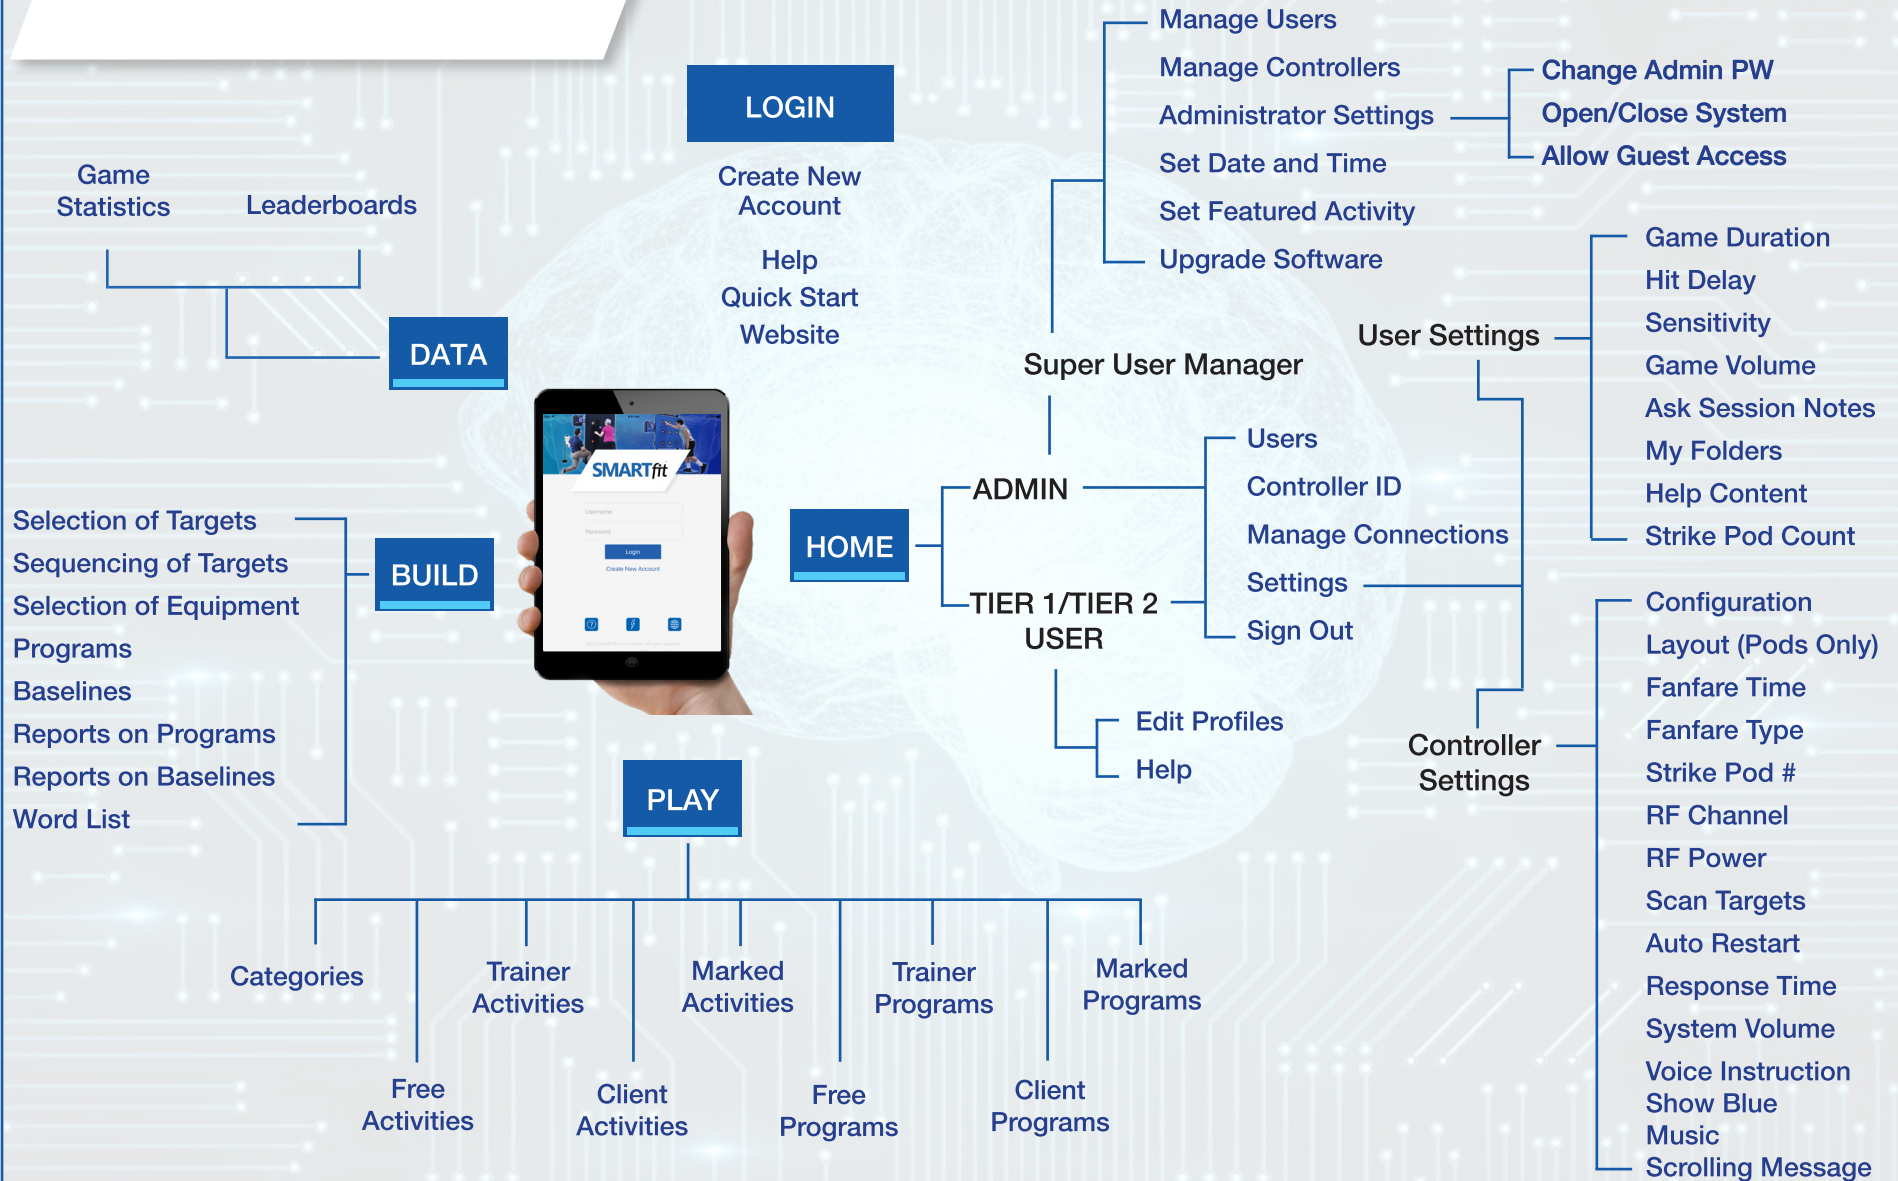 LOGIN
Create New
Account
Help
Quick Start
Website
Game
Statistics
Leaderboards
DATA
Selection of Targets
Sequencing of Targets
Selection of Equipment
Programs
Baselines
Reports on Programs
Reports on Baselines
Word List
BUILD
SMARTfit
Username
Password
Login
Create New Account
HOME
ADMIN
TIER 1/TIER 2
USER
Super User Manager
Manage Users
Manage Controllers
Administrator Settings
Set Date and Time
Set Featured Activity
Upgrade Software
Change Admin PW
Open/Close System
Allow Guest Access
Users
Controller ID
Manage Connections
Settings
Sign Out
Edit Profiles
Help
User Settings
Game Duration
Hit Delay
Sensitivity
Game Volume
Ask Session Notes
My Folders
Help Content
Strike Pod Count
Controller
Settings
Configuration
Layout (Pods Only)
Fanfare Time
Fanfare Type
Strike Pod #
RF Channel
RF Power
Scan Targets
Auto Restart
Response Time
System Volume
Voice Instruction
Show Blue
Music
Scrolling Message
PLAY
Categories
Free
Activities
Trainer
Activities
Client
Activities
Marked
Activities
Free
Programs
Trainer
Programs
Client
Programs
Marked
Programs